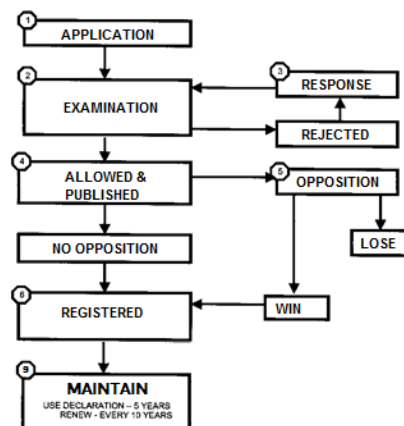 1
APPLICATION
2
EXAMINATION
3
RESPONSE
REJECTED
4
ALLOWED &
PUBLISHED
5
OPPOSITION
LOSE
NO OPPOSITION
6
REGISTERED
WIN
9
MAINTAIN
USE DECLARATION – 5 YEARS
RENEW - EVERY 10 YEARS